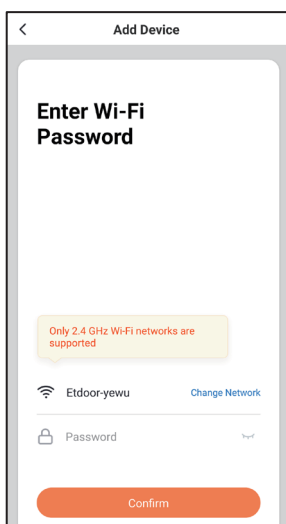 Add Device
Enter Wi-Fi
Password
Only 2.4 GHz Wi-Fi networks are
supported
Etdoor-yewu Change Network
Password
Confirm